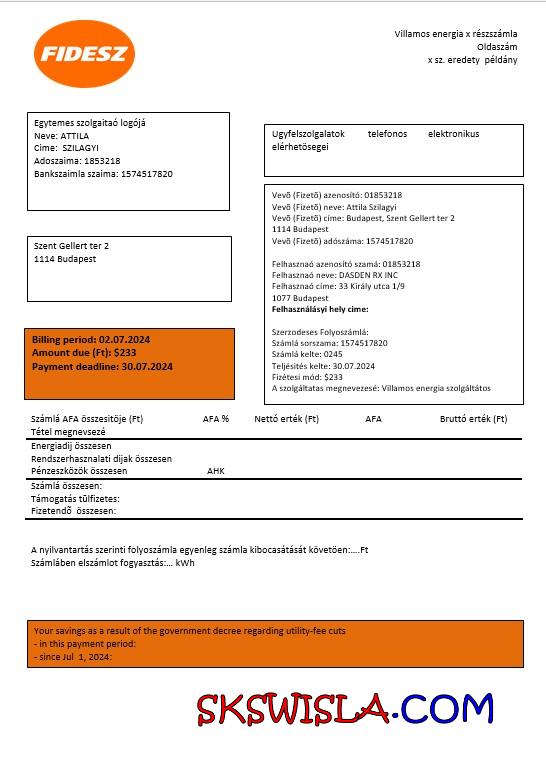 FIDESZ
Villamos energia x részszámla
Oldaszám
x sz. eredety példány
Egytemes szolgaitaó logójá
Neve: ATTILA
Cime: SZILAGYI
Adoszaima: 1853218
Bankszaimla szaima: 1574517820
Ugyfelszolgalatok telefonos elektronikus
elérhetősegei
Vevő (Fizető) azenosító: 01853218
Vevő (Fizető) neve: Attila Szilagyi
Vevő (Fizető) címe: Budapest, Szent Gellert ter 2
1114 Budapest
Vevő (Fizető) adószáma: 1574517820
Felhasznaó azenosító szamá: 01853218
Felhasznaó neve: DASDEN RX INC
Felhasznaó címe: 33 Király utca 1/9
1077 Budapest
Felhasználásyi hely cime:
Szerzodeses Folyoszámlá:
Számlá sorszama: 1574517820
Számlá kelte: 0245
Teljésítés kelte: 30.07.2024
Fizétesi mód: $233
A szolgáltatas megnevezesé: Villamos energia szolgáltátos
Szent Gellert ter 2
1114 Budapest
Billing period: 02.07.2024
Amount due (Ft): $233
Payment deadline: 30.07.2024
Számlá AFA összesitője (Ft) AFA % Nettó erték (Ft) AFA Bruttó erték (Ft)
Tétel megnevsezé
Energiadij összesen
Rendszerhasznalati dijak összesen
Pénzeszközök összesen AHK
Számlá összesen:
Támogatás tülfizetes:
Fizetendő összesen:
A nyilvantartás szerinti folyoszámla egyenleg számla kibocasátását követöen:....Ft
Számláben elszámlot fogyasztás:... kWh
Your savings as a result of the government decree regarding utility-fee cuts
- in this payment period:
- since Jul 1, 2024:
SKSWISLA.COM